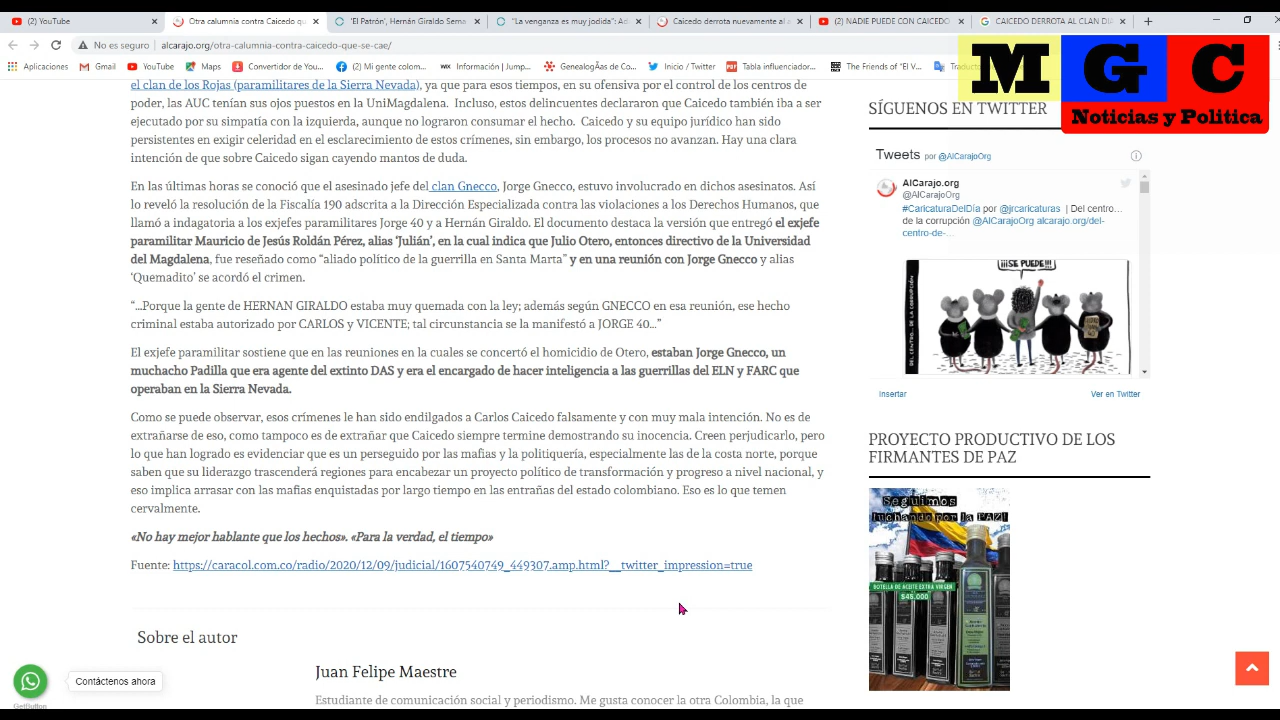 (2) YouTube
Otra calumnia contra Caicedo qu
'El Patrón', Hernán Giraldo Serna
"La venganza es muy jodida": Ad
Caicedo derrota nuevamente al a
(2) NADIE PUEDE CON CAICEDO
CAICEDO DERROTA AL CLAN DIA
No es seguro | alcarajo.org/otra-calumnia-contra-caicedo-que-se-cae/
Aplicaciones
Gmail
YouTube
Maps
Convertidor de You...
(2) Mi gente colom...
Información | Jump...
GenealogÃas de Co...
Inicio / Twitter
Tabla influenciador...
The Friends of "El V...
Traductor
M G C
Noticias y Politica
el clan de los Rojas (paramilitares de la Sierra Nevada), ya que para esos tiempos, en su ofensiva por el control de los centros de
poder, las AUC tenían sus ojos puestos en la UniMagdalena. Incluso, estos delincuentes declararon que Caicedo también iba a ser
ejecutado por su simpatía con la izquierda, aunque no lograron consumar el hecho. Caicedo y su equipo jurídico han sido
persistentes en exigir celeridad en el esclarecimiento de estos crímenes, sin embargo, los procesos no avanzan. Hay una clara
intención de que sobre Caicedo sigan cayendo mantos de duda.
En las últimas horas se conoció que el asesinado jefe del clan Gnecco, Jorge Gnecco, estuvo involucrado en dichos asesinatos. Así
lo reveló la resolución de la Fiscalía 190 adscrita a la Dirección Especializada contra las violaciones a los Derechos Humanos, que
llamó a indagatoria a los exjefes paramilitares Jorge 40 y a Hernán Giraldo. El documento destaca la versión que entregó el exjefe
paramilitar Mauricio de Jesús Roldán Pérez, alias 'Julián', en la cual indica que Julio Otero, entonces directivo de la Universidad
del Magdalena, fue reseñado como "aliado político de la guerrilla en Santa Marta" y en una reunión con Jorge Gnecco y alias
'Quemadito' se acordó el crimen.
"...Porque la gente de HERNAN GIRALDO estaba muy quemada con la ley; además según GNECCO en esa reunión, ese hecho
criminal estaba autorizado por CARLOS y VICENTE; tal circunstancia se la manifestó a JORGE 40..."
El exjefe paramilitar sostiene que en las reuniones en la cuales se concertó el homicidio de Otero, estaban Jorge Gnecco, un
muchacho Padilla que era agente del extinto DAS y era el encargado de hacer inteligencia a las guerrillas del ELN y FARC que
operaban en la Sierra Nevada.
Como se puede observar, esos crímenes le han sido endilgados a Carlos Caicedo falsamente y con muy mala intención. No es de
extrañarse de eso, como tampoco es de extrañar que Caicedo siempre termine demostrando su inocencia. Creen perjudicarlo, pero
lo que han logrado es evidenciar que es un perseguido por las mafias y la politiquería, especialmente las de la costa norte, porque
saben que su liderazgo trascenderá regiones para encabezar un proyecto político de transformación y progreso a nivel nacional, y
eso implica arrasar con las mafias enquistadas por largo tiempo en las entrañas del estado colombiano. Eso es lo que temen
cervalmente.
«No hay mejor hablante que los hechos». «Para la verdad, el tiempo»
Fuente: https://caracol.com.co/radio/2020/12/09/judicial/1607540749_449307.amp.html?__twitter_impression=true
Sobre el autor
Juan Felipe Maestre
Estudiante de comunicación social y periodismo. Me gusta conocer la otra Colombia, la que
Contáctenos ahora
GetButton
SÍGUENOS EN TWITTER
Tweets por @AlCarajoOrg
AlCarajo.org
@AlCarajoOrg
#CaricaturaDelDía por @jrcaricaturas | Del centro...
de la corrupción @AlCarajoOrg alcarajo.org/del-
centro-de-...
¡¡¡SE PUEDE!!!
DEL CENTRO... DE LA CORRUPCIÓN
Insertar
Ver en Twitter
PROYECTO PRODUCTIVO DE LOS
FIRMANTES DE PAZ
Seguimos
luchando por la PAZ!
BOTELLA DE ACEITE EXTRA VIRGEN
$45.000